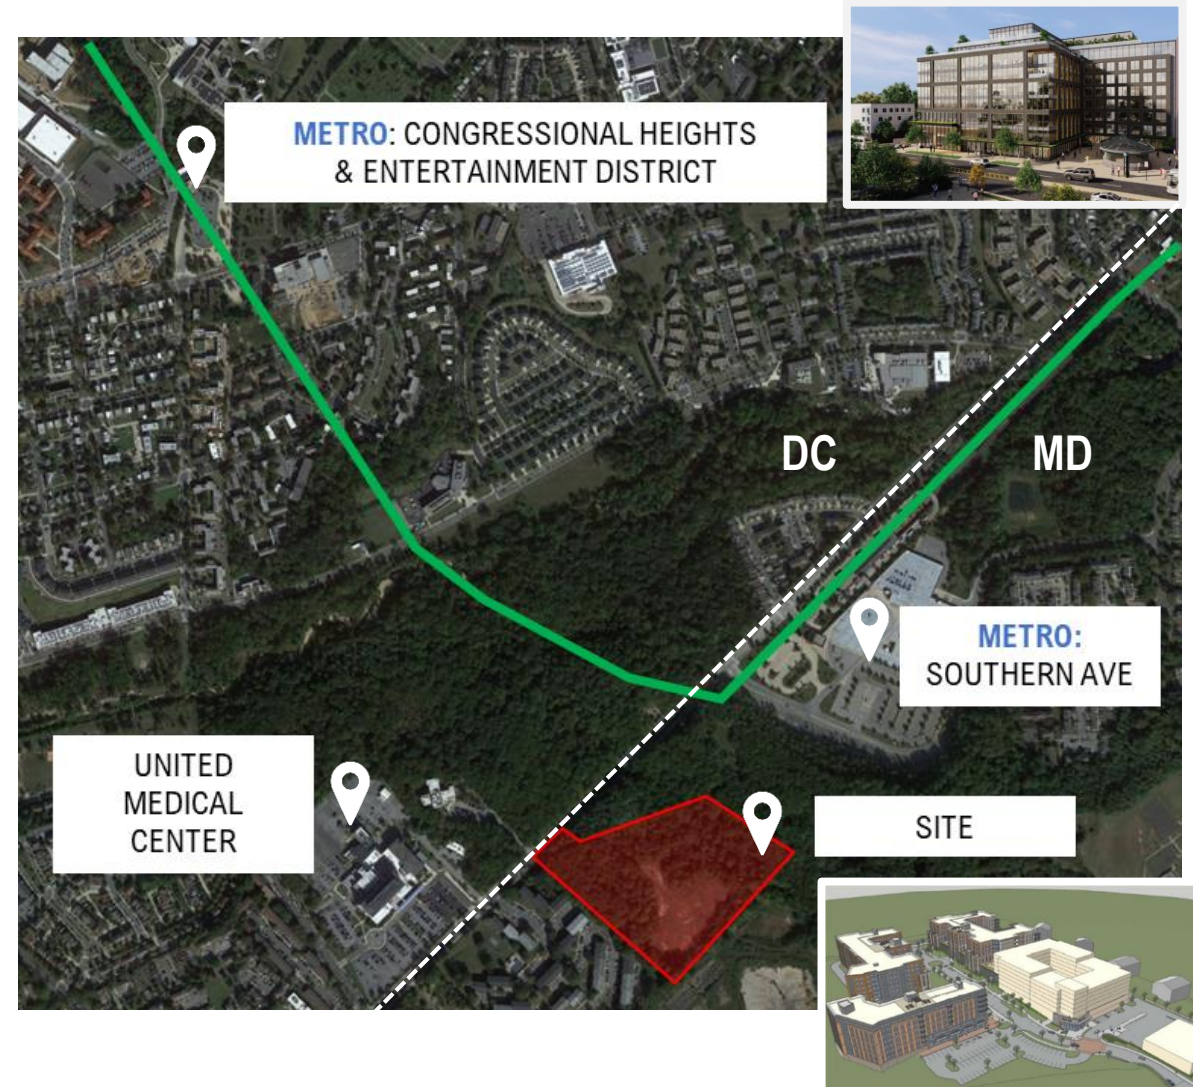 METRO: CONGRESSIONAL HEIGHTS
& ENTERTAINMENT DISTRICT
DC
MD
METRO:
SOUTHERN AVE
UNITED
MEDICAL
CENTER
SITE